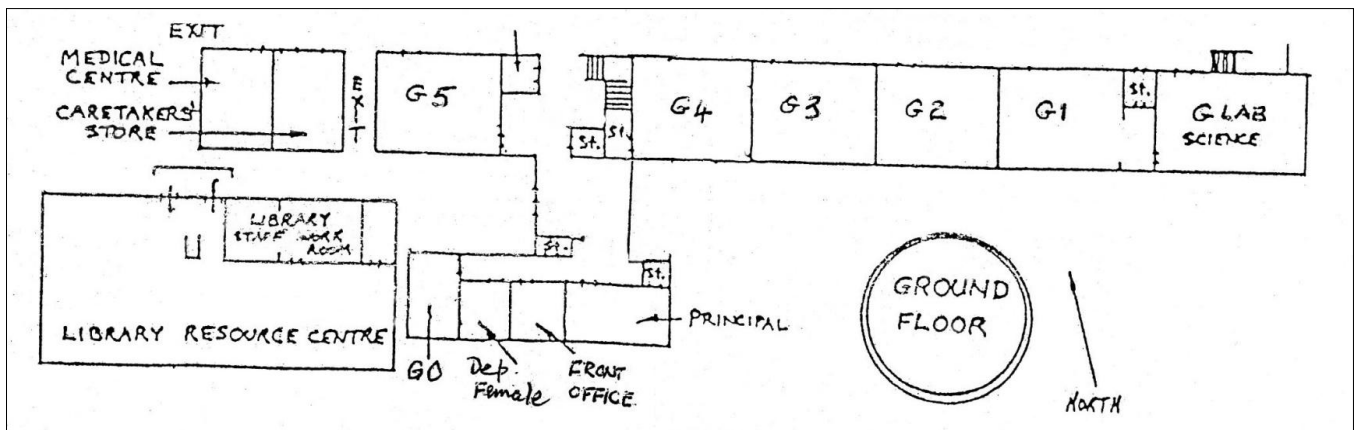 EXIT
MEDICAL
CENTRE
CARETAKERS'
STORE
EXIT
G5
St.
St.
G4
G3
G2
G1
St.
G LAB
SCIENCE
LIBRARY
STAFF WORK
ROOM
LIBRARY RESOURCE CENTRE
St.
St.
PRINCIPAL
GO
Dep.
Female
FRONT
OFFICE
GROUND
FLOOR
NORTH